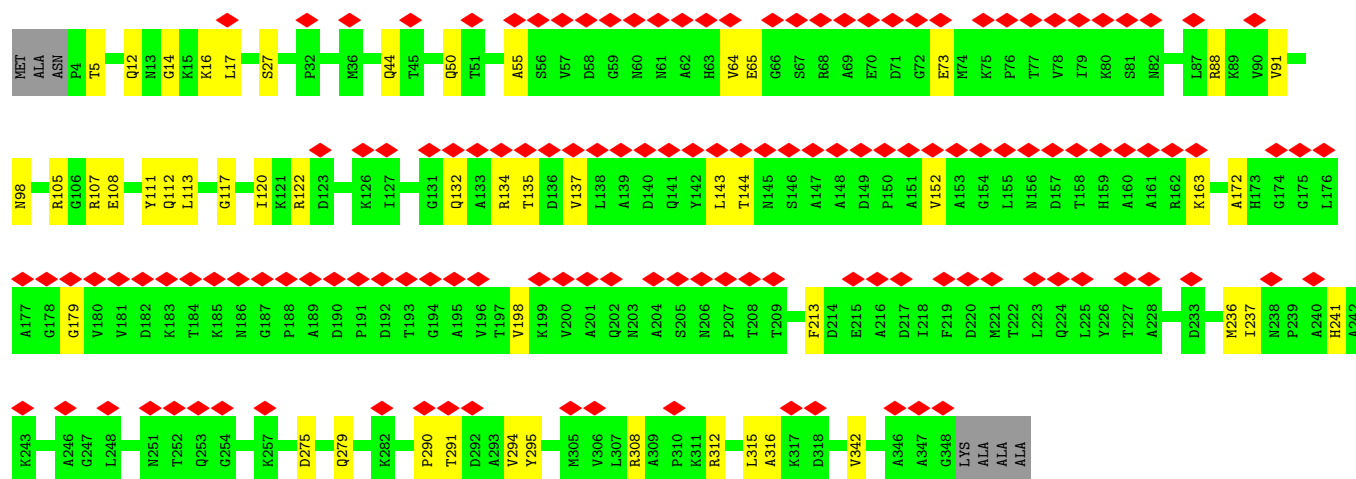 MET ALA ASN P4 T5 Q12 N13 G14 K15 K16 L17 S27 P32 M36 Q44 T45 Q50 T51 A55 S56 V57 D58 G59 N60 N61 A62 H63 V64 E65 G66 S67 R68 A69 E70 D71 G72 E73 M74 K75 P76 T77 V78 I79 K80 S81 N82 L87 R88 K89 V90 V91
N98 R105 G106 R107 E108 Y111 Q112 L113 G117 I120 K121 R122 D123 K126 I127 G131 Q132 A133 R134 T135 D136 V137 L138 A139 D140 Q141 Y142 L143 T144 N145 S146 A147 A148 D149 P150 A151 V152 A153 G154 L155 N156 D157 T158 H159 A160 A161 R162 K163 A172 H173 G174 G175 L176
A177 G178 G179 V180 V181 D182 K183 T184 K185 N186 G187 P188 A189 D190 P191 D192 T193 G194 A195 V196 T197 V198 K199 V200 A201 Q202 N203 A204 S205 N206 P207 T208 T209 F213 D214 E215 A216 D217 I218 F219 D220 M221 T222 L223 Q224 L225 Y226 T227 A228 D233 M236 I237 N238 P239 A240 H241 A242
K243 A246 G247 L248 N251 T252 Q253 G254 K257 D275 Q279 K282 P290 T291 D292 A293 V294 Y295 M305 V306 L307 R308 A309 P310 K311 R312 L315 A316 K317 D318 V342 A346 A347 G348 LYS ALA ALA ALA